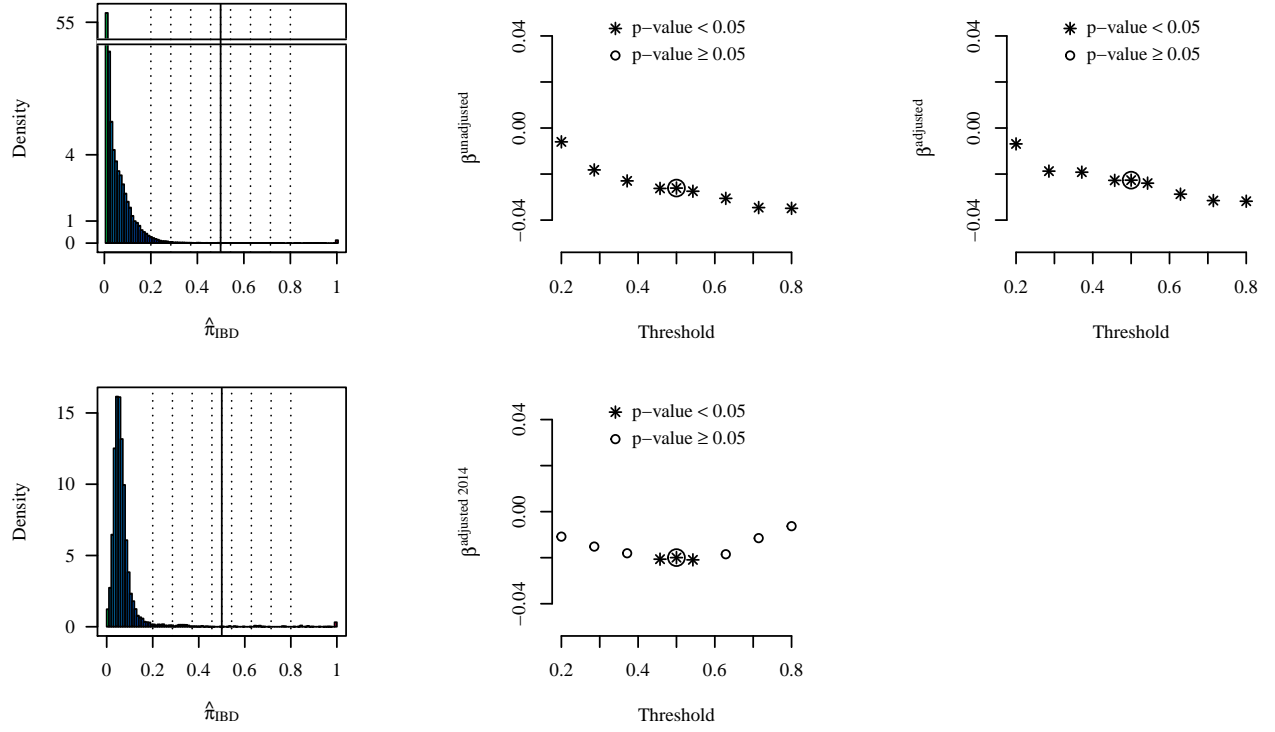 55
4
1
0
Density
0 0.2 0.4 0.6 0.8 1
π̂IBD
p−value < 0.05
p−value ≥ 0.05
0.04
0.00
−0.04
βunadjusted
0.2 0.4 0.6 0.8
Threshold
p−value < 0.05
p−value ≥ 0.05
0.04
0.00
−0.04
βadjusted
0.2 0.4 0.6 0.8
Threshold
15
10
5
0
Density
0 0.2 0.4 0.6 0.8 1
π̂IBD
p−value < 0.05
p−value ≥ 0.05
0.04
0.00
−0.04
βadjusted 2014
0.2 0.4 0.6 0.8
Threshold